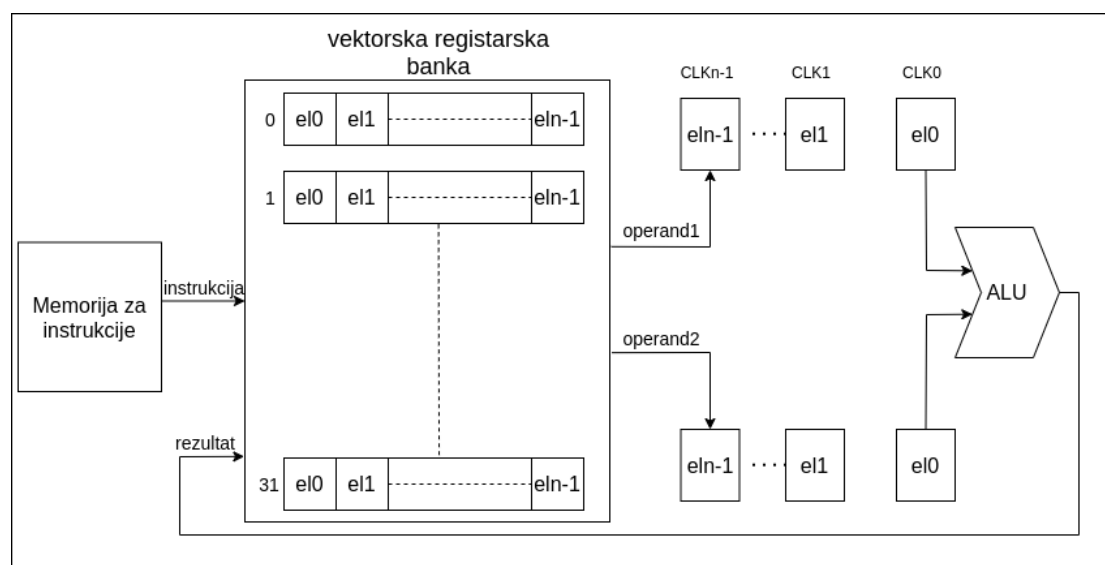 vektorska registarska
banka
CLKn-1 CLK1 CLK0
0 el0 el1 eln-1
eln-1 el1 el0
1 el0 el1 eln-1
operand1
instrukcija
Memorija za
instrukcije
ALU
operand2
rezultat
31 el0 el1 eln-1
eln-1 el1 el0